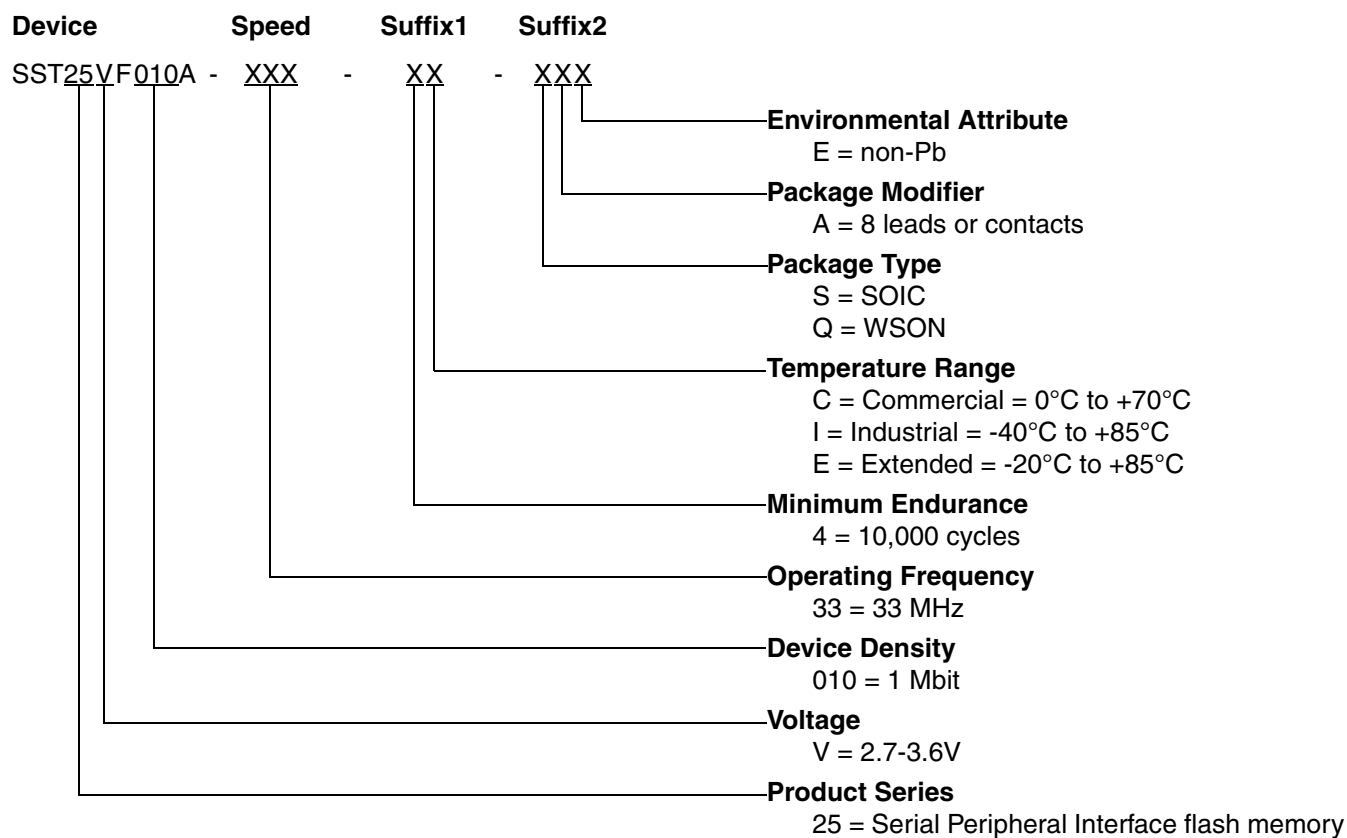 Device Speed Suffix1 Suffix2
SST25VF010A - XXX - XX - XXX
Environmental Attribute
E = non-Pb
Package Modifier
A = 8 leads or contacts
Package Type
S = SOIC
Q = WSON
Temperature Range
C = Commercial = 0°C to +70°C
I = Industrial = -40°C to +85°C
E = Extended = -20°C to +85°C
Minimum Endurance
4 = 10,000 cycles
Operating Frequency
33 = 33 MHz
Device Density
010 = 1 Mbit
Voltage
V = 2.7-3.6V
Product Series
25 = Serial Peripheral Interface flash memory